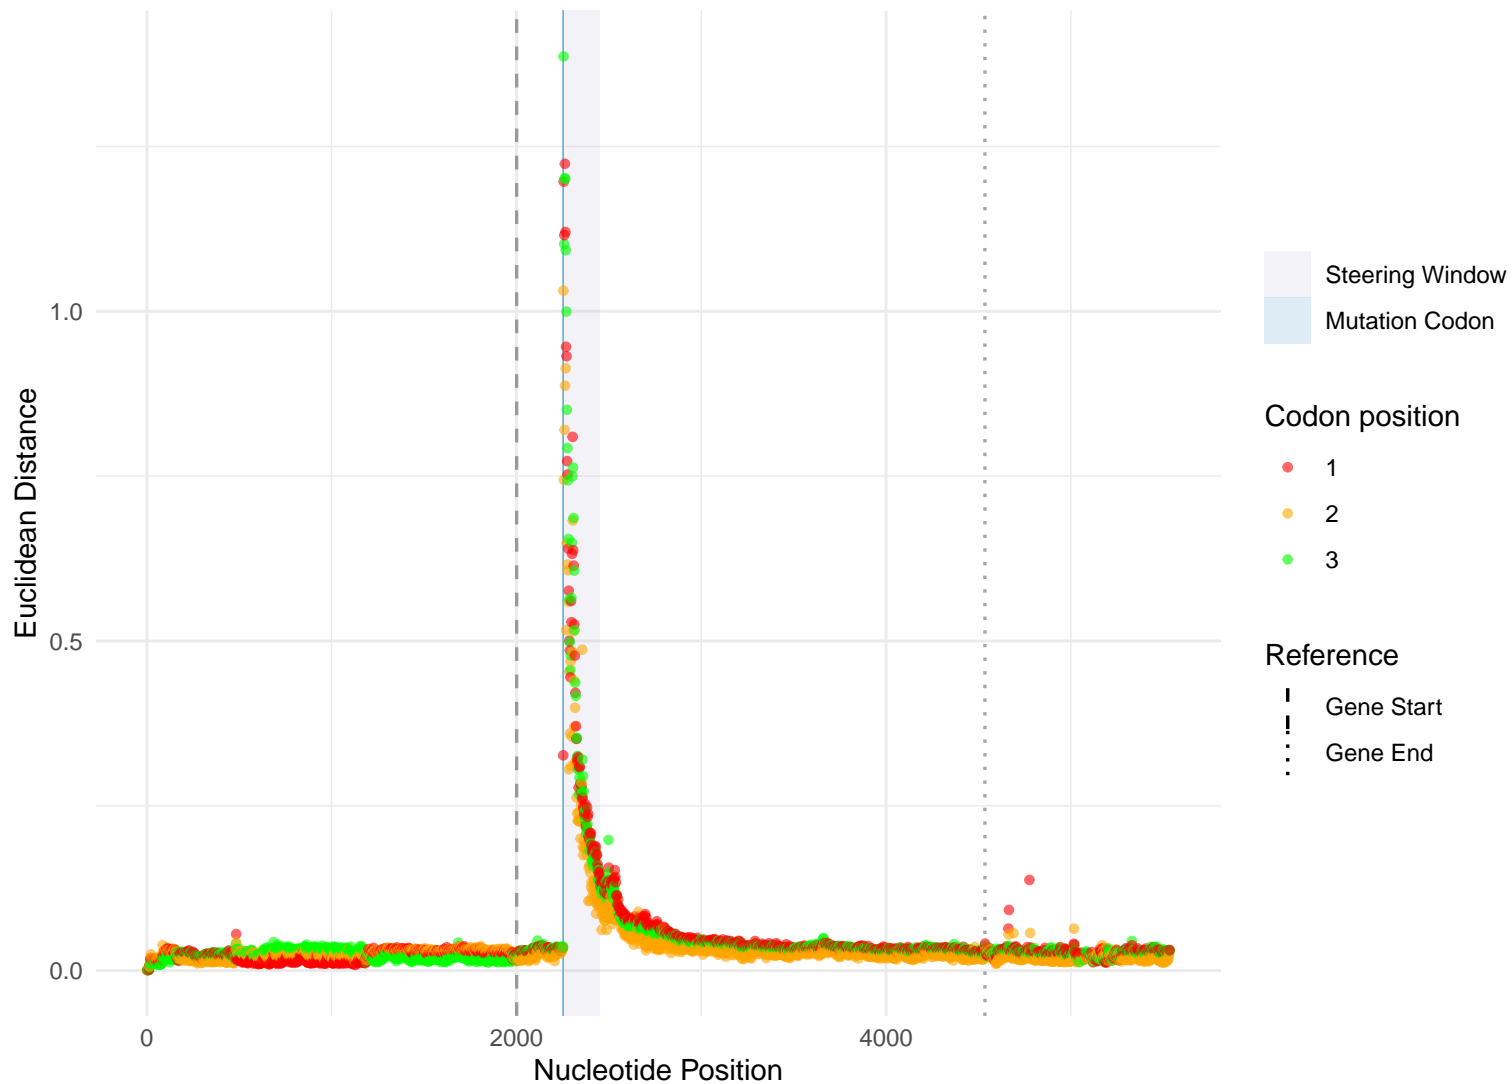 1.0
0.5
0.0
Euclidean Distance
0
2000
4000
Nucleotide Position
Steering Window
Mutation Codon
Codon position
1
2
3
Reference
Gene Start
Gene End